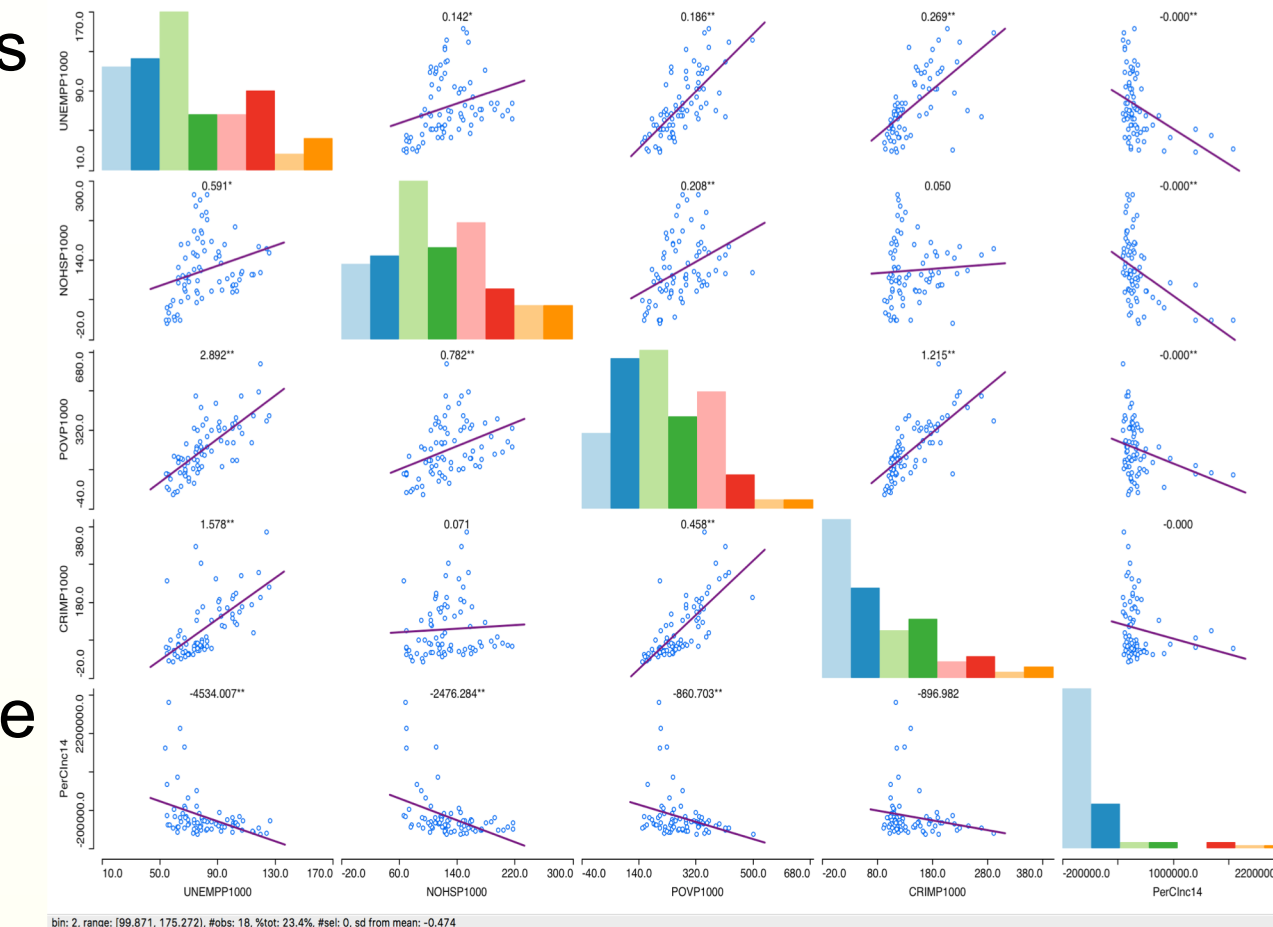 s
0.142* 0.186** 0.269** -0.000**
UNEMPP1000 170.0 90.0 10.0
0.591* 0.208** 0.050 -0.000**
NOHSP1000 300.0 140.0 -20.0
2.892** 0.782** 1.215** -0.000**
POVP1000 680.0 320.0 -40.0
1.578** 0.071 0.458** -0.000
CRIMP1000 380.0 180.0 -20.0
e
-4534.007** -2476.284** -860.703** -896.982
PerCInc14 2200000.0 -200000.0
10.0 50.0 90.0 130.0 170.0 -20.0 60.0 140.0 220.0 300.0 -40.0 140.0 320.0 500.0 680.0 -20.0 80.0 180.0 280.0 380.0 -200000.0 1000000.0 2200000
UNEMPP1000 NOHSP1000 POVP1000 CRIMP1000 PerCInc14
bin: 2, range: [99.871, 175.272), #obs: 18, %tot: 23.4%, #sel: 0, sd from mean: -0.474